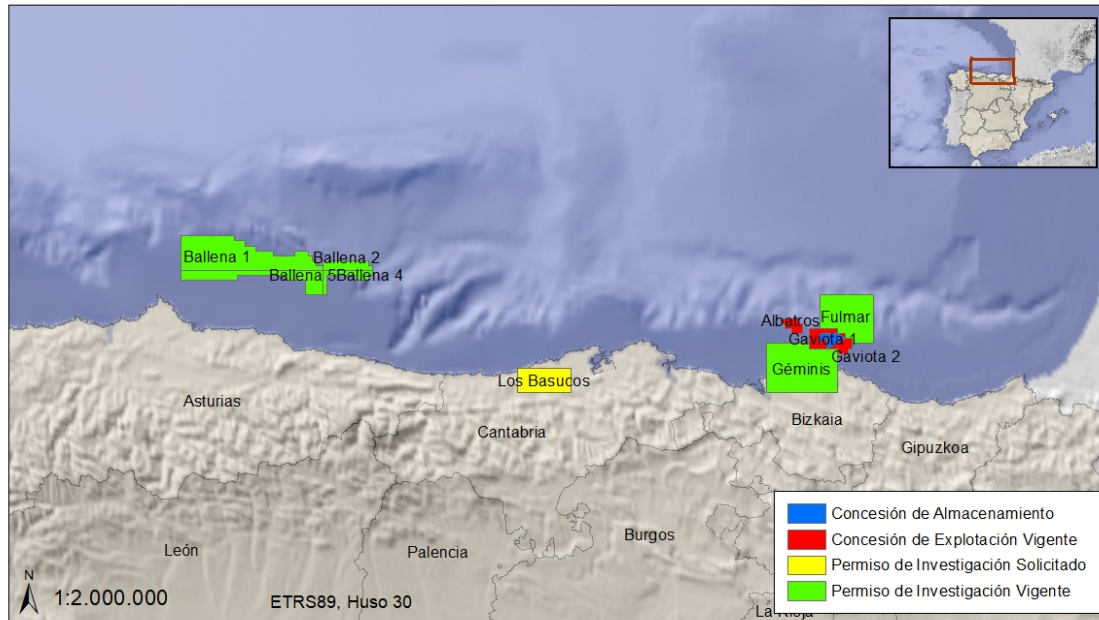 Ballena 1
Ballena 2
Ballena 5
Ballena 4
Fulmar
Albatros
Gaviota 1
Gaviota 2
Géminis
Los Basucos
Asturias
Cantabria
Bizkaia
Gipuzkoa
León
Palencia
Burgos
La Rioja
Concesión de Almacenamiento
Concesión de Explotación Vigente
Permiso de Investigación Solicitado
Permiso de Investigación Vigente
N
1:2.000.000
ETRS89, Huso 30